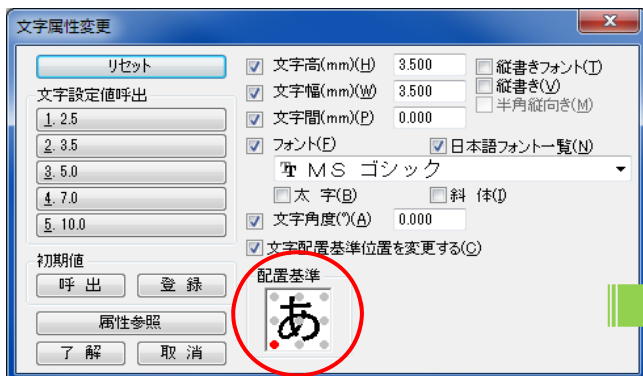 文字属性変更
リセット
文字設定値呼出
1. 2.5
2. 3.5
3. 5.0
4. 7.0
5. 10.0
初期値
呼 出
登 録
属性参照
了 解
取 消
文字高(mm)(H) 3.500
文字幅(mm)(W) 3.500
文字間(mm)(P) 0.000
縦書きフォント(T)
縦書き(V)
半角縦向き(M)
フォント(F)
日本語フォント一覧(N)
MS ゴシック
太 字(B)
斜 体(I)
文字角度(°)(A) 0.000
文字配置基準位置を変更する(C)
配置基準
あ